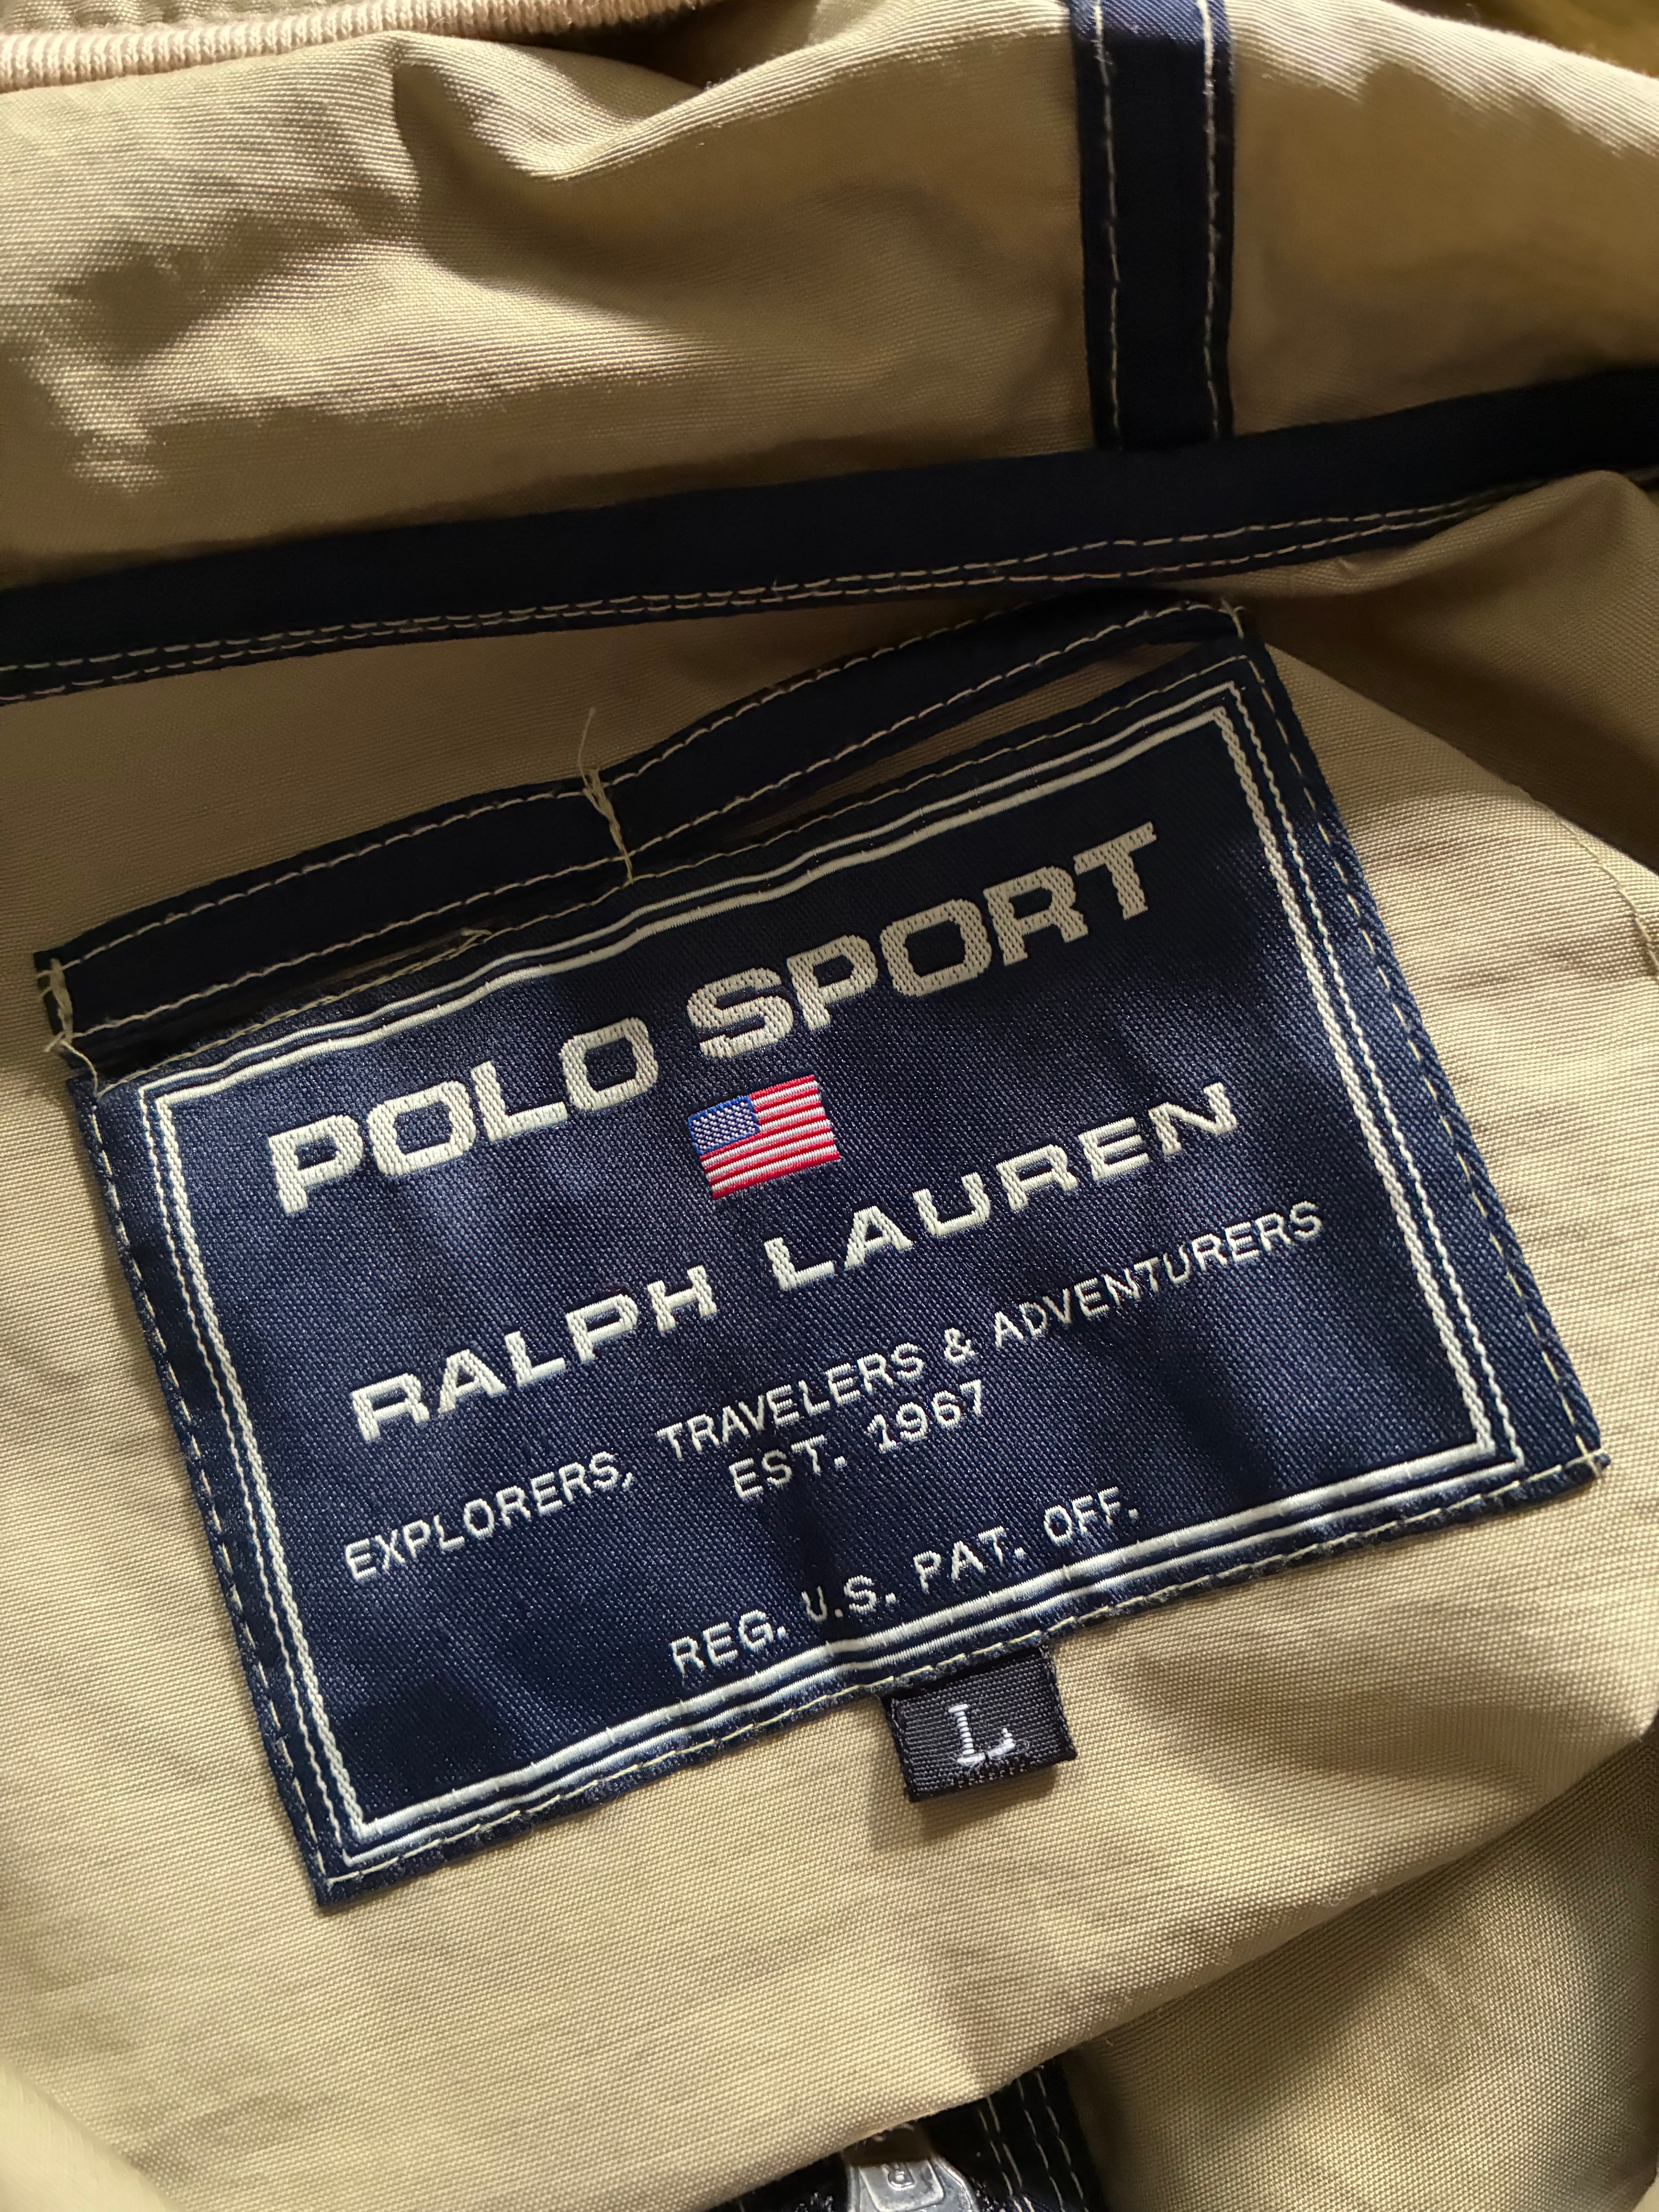 POLO SPORT
RALPH LAUREN
EXPLORERS, TRAVELERS & ADVENTURERS
EST. 1967
REG. U.S. PAT. OFF.
L